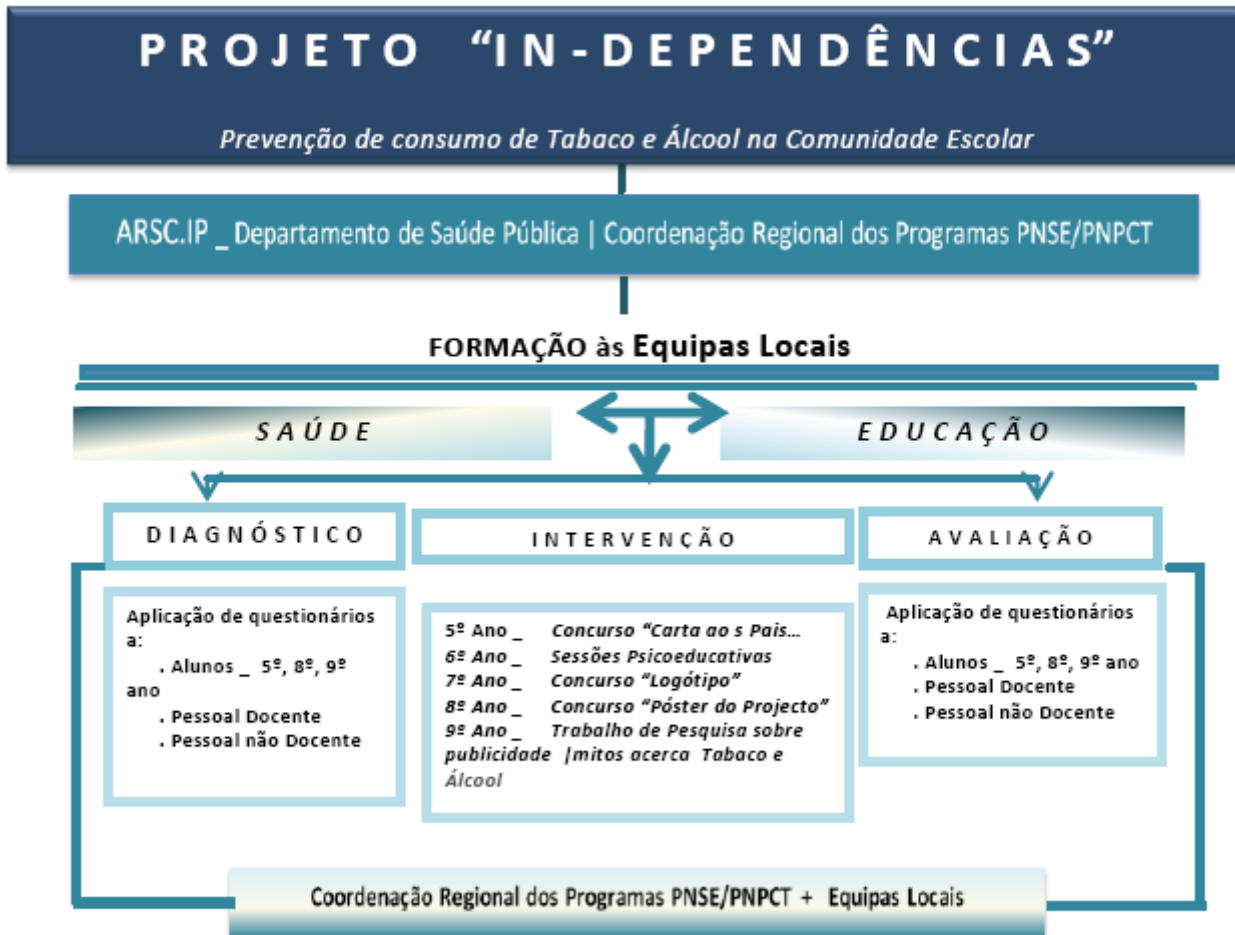 PROJETO “IN-DEPENDÊNCIAS”
Prevenção de consumo de Tabaco e Álcool na Comunidade Escolar
ARSC.IP _ Departamento de Saúde Pública | Coordenação Regional dos Programas PNSE/PNPCT
FORMAÇÃO às Equipas Locais
SAÚDE
EDUCAÇÃO
DIAGNÓSTICO
Aplicação de questionários
a:
. Alunos _ 5º, 8º, 9º
ano
. Pessoal Docente
. Pessoal não Docente
INTERVENÇÃO
5º Ano _ Concurso “Carta ao s Pais...
6º Ano _ Sessões Psicoeducativas
7º Ano _ Concurso “Logótipo”
8º Ano _ Concurso “Póster do Projecto”
9º Ano _ Trabalho de Pesquisa sobre
publicidade |mitos acerca Tabaco e
Álcool
AVALIAÇÃO
Aplicação de questionários
a:
. Alunos _ 5º, 8º, 9º ano
. Pessoal Docente
. Pessoal não Docente
Coordenação Regional dos Programas PNSE/PNPCT + Equipas Locais